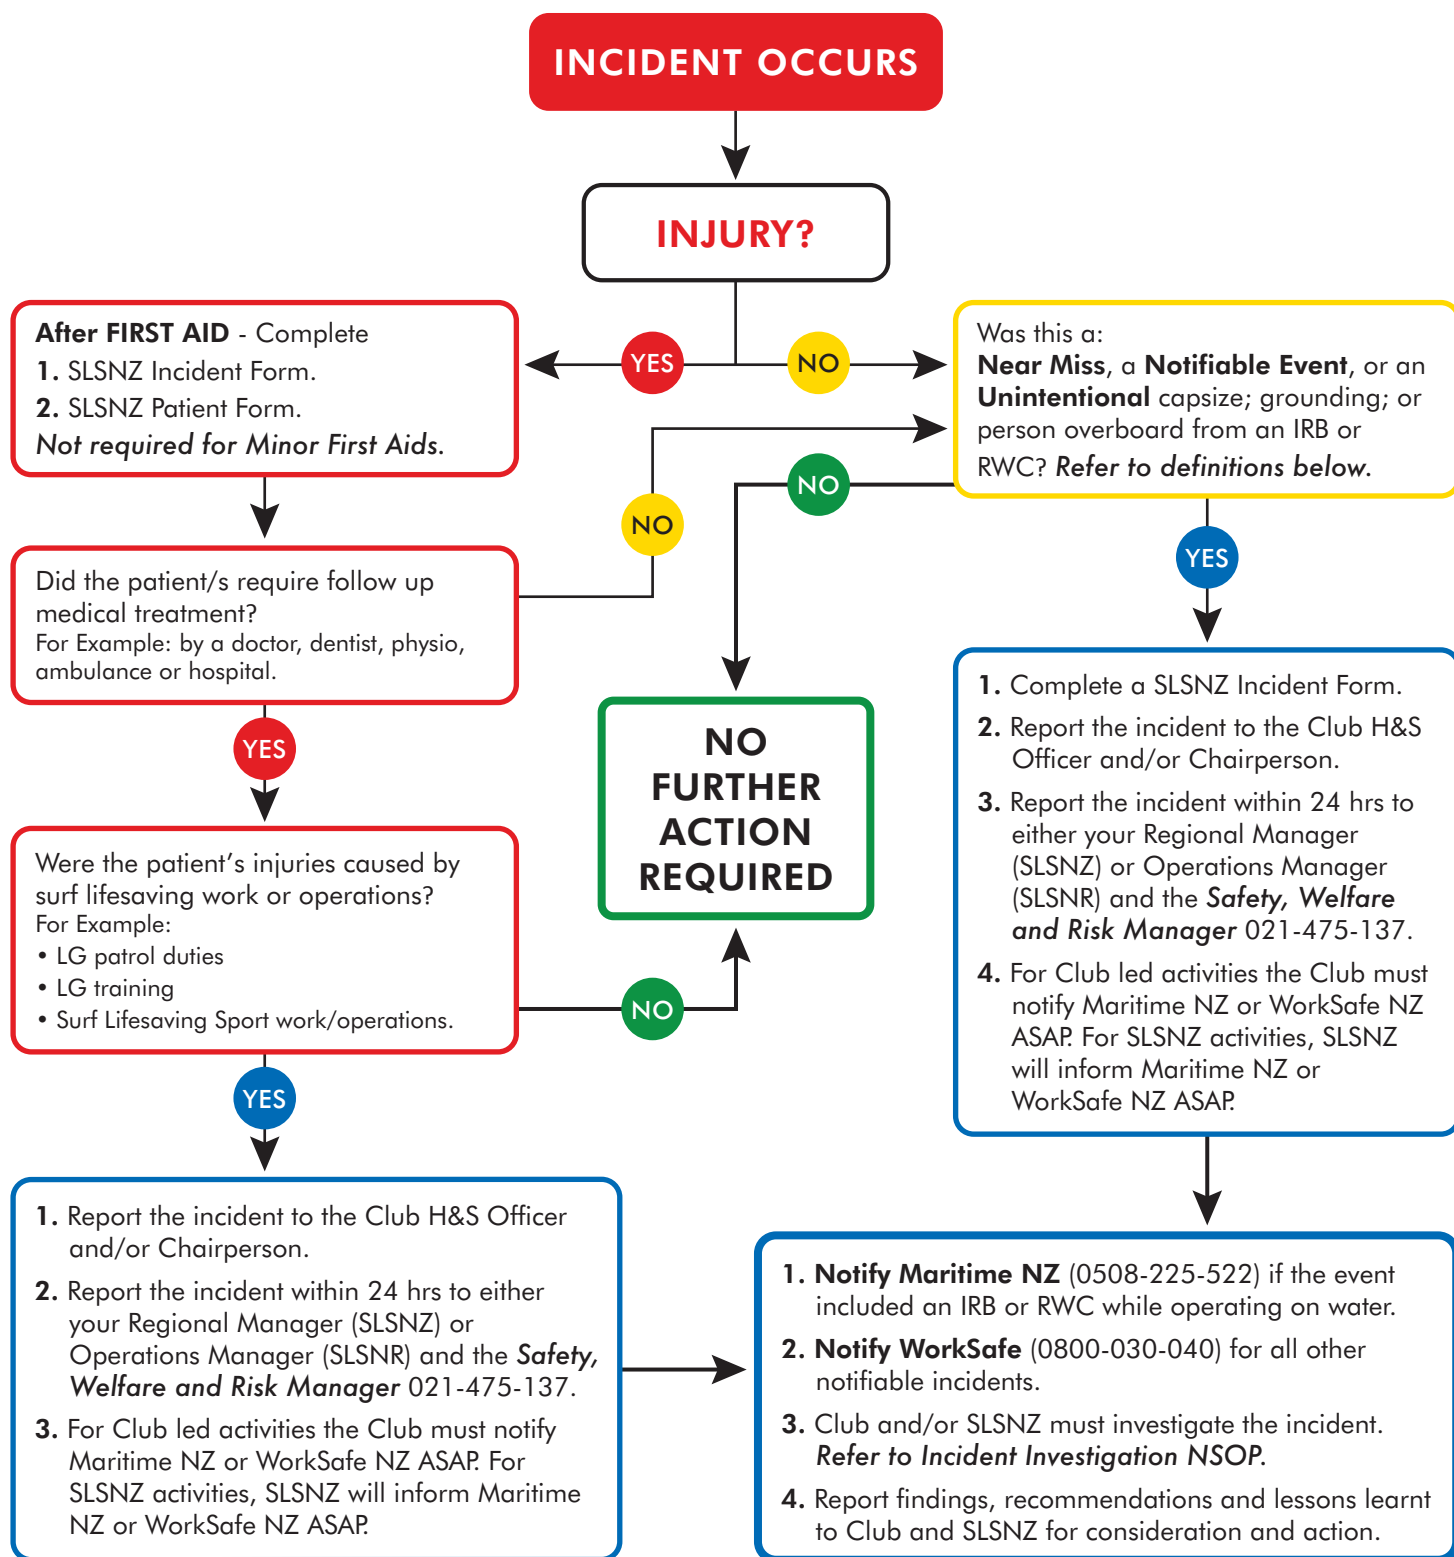 INCIDENT OCCURS
INJURY?
YES
NO
After FIRST AID - Complete
1. SLSNZ Incident Form.
2. SLSNZ Patient Form.
Not required for Minor First Aids.
Was this a:
Near Miss, a Notifiable Event, or an
Unintentional capsize; grounding; or
person overboard from an IRB or
RWC? Refer to definitions below.
NO
NO
YES
Did the patient/s require follow up
medical treatment?
For Example: by a doctor, dentist, physio,
ambulance or hospital.
YES
NO
FURTHER
ACTION
REQUIRED
1. Complete a SLSNZ Incident Form.
2. Report the incident to the Club H&S
Officer and/or Chairperson.
3. Report the incident within 24 hrs to
either your Regional Manager
(SLSNZ) or Operations Manager
(SLSNR) and the Safety, Welfare
and Risk Manager 021-475-137.
4. For Club led activities the Club must
notify Maritime NZ or WorkSafe NZ
ASAP. For SLSNZ activities, SLSNZ
will inform Maritime NZ or
WorkSafe NZ ASAP.
Were the patient's injuries caused by
surf lifesaving work or operations?
For Example:
• LG patrol duties
• LG training
• Surf Lifesaving Sport work/operations.
NO
YES
1. Report the incident to the Club H&S Officer
and/or Chairperson.
2. Report the incident within 24 hrs to either
your Regional Manager (SLSNZ) or
Operations Manager (SLSNR) and the Safety,
Welfare and Risk Manager 021-475-137.
3. For Club led activities the Club must notify
Maritime NZ or WorkSafe NZ ASAP. For
SLSNZ activities, SLSNZ will inform Maritime
NZ or WorkSafe NZ ASAP.
1. Notify Maritime NZ (0508-225-522) if the event
included an IRB or RWC while operating on water.
2. Notify WorkSafe (0800-030-040) for all other
notifiable incidents.
3. Club and/or SLSNZ must investigate the incident.
Refer to Incident Investigation NSOP.
4. Report findings, recommendations and lessons learnt
to Club and SLSNZ for consideration and action.